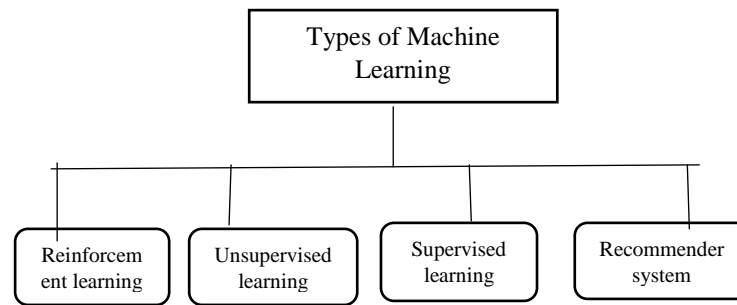 Types of Machine
Learning
Reinforcem
ent learning
Unsupervised
learning
Supervised
learning
Recommender
system